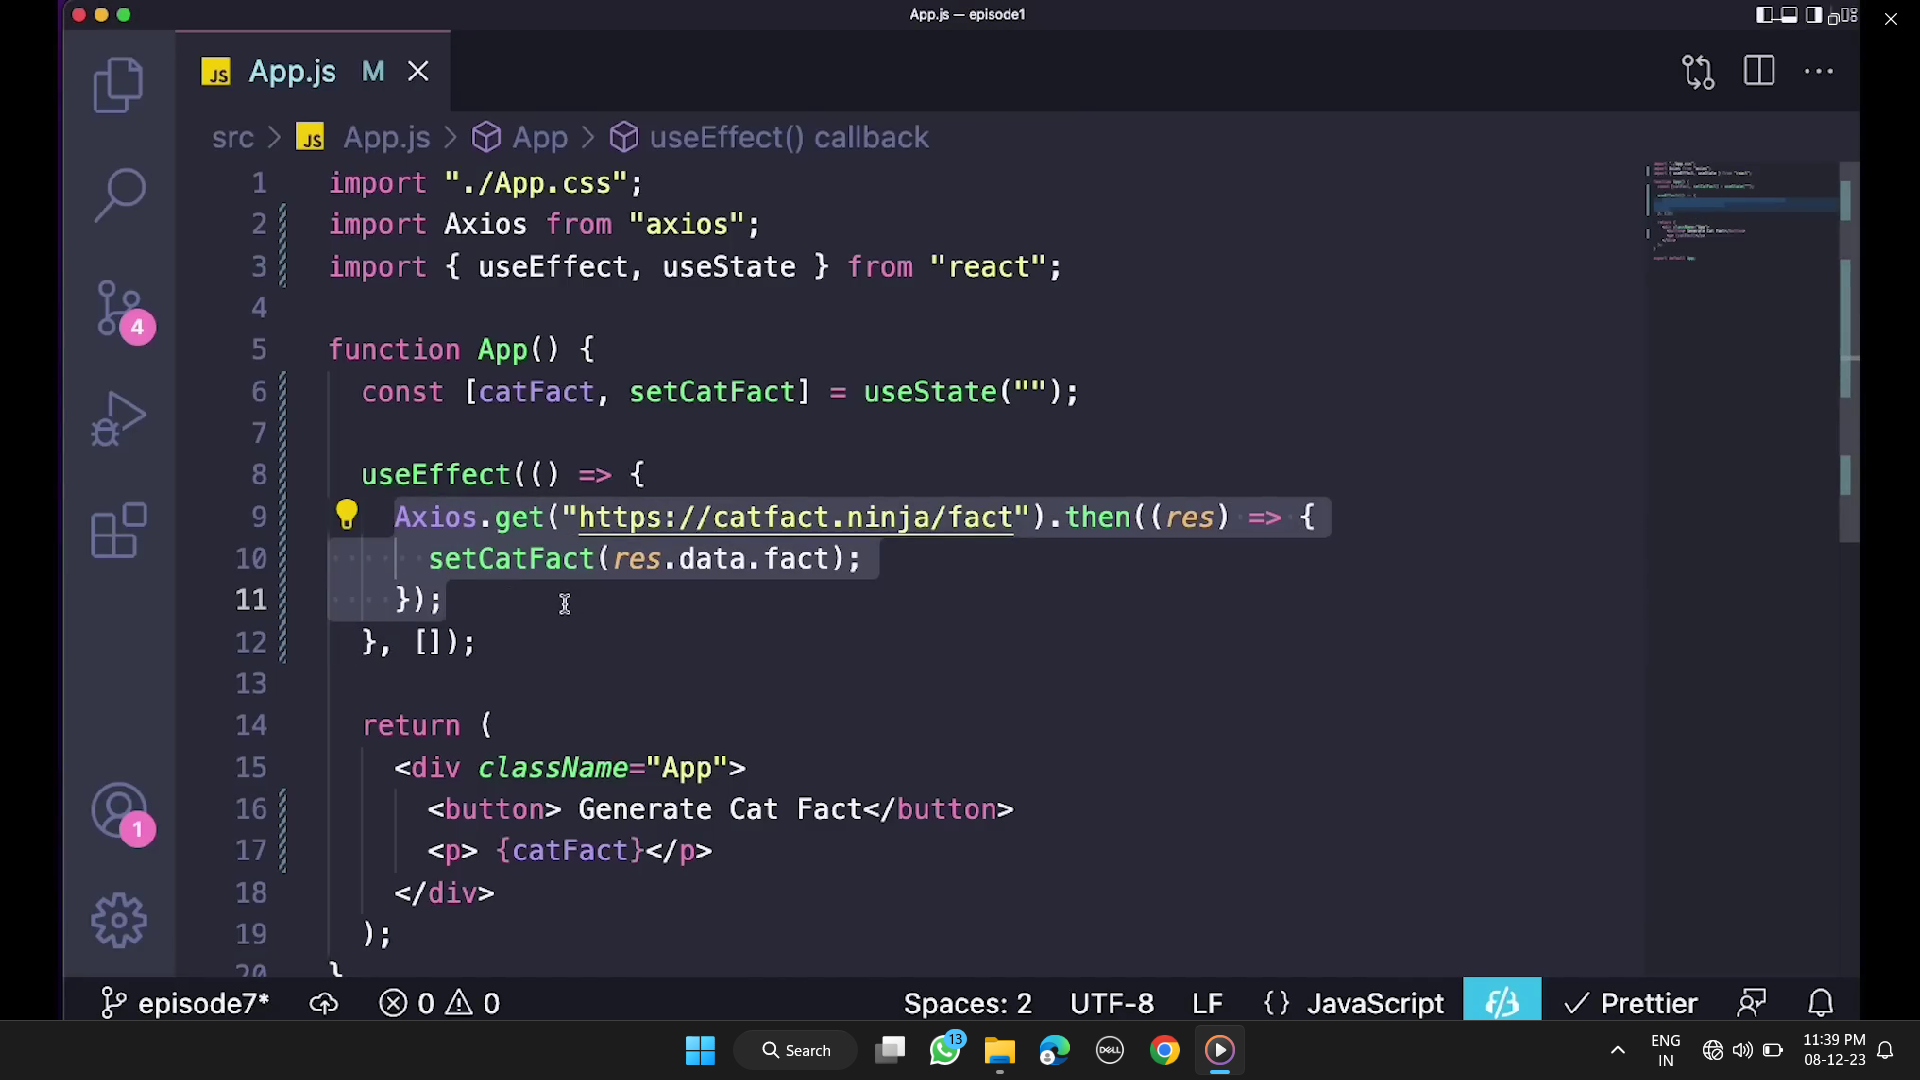 App.js — episode1
JS App.js M
src > JS App.js > App > useEffect() callback
1 import "./App.css";
2 import Axios from "axios";
3 import { useEffect, useState } from "react";
4
5 function App() {
6 const [catFact, setCatFact] = useState("");
7
8 useEffect(() => {
9 Axios.get("https://catfact.ninja/fact").then((res) => {
10 setCatFact(res.data.fact);
11 });
12 }, []);
13
14 return (
15 <div className="App">
16 <button> Generate Cat Fact</button>
17 <p> {catFact}</p>
18 </div>
19 );
20 }
4
1
episode7* 0 0 Spaces: 2 UTF-8 LF {} JavaScript Prettier
Search 13 DELL ENG IN 11:39 PM 08-12-23